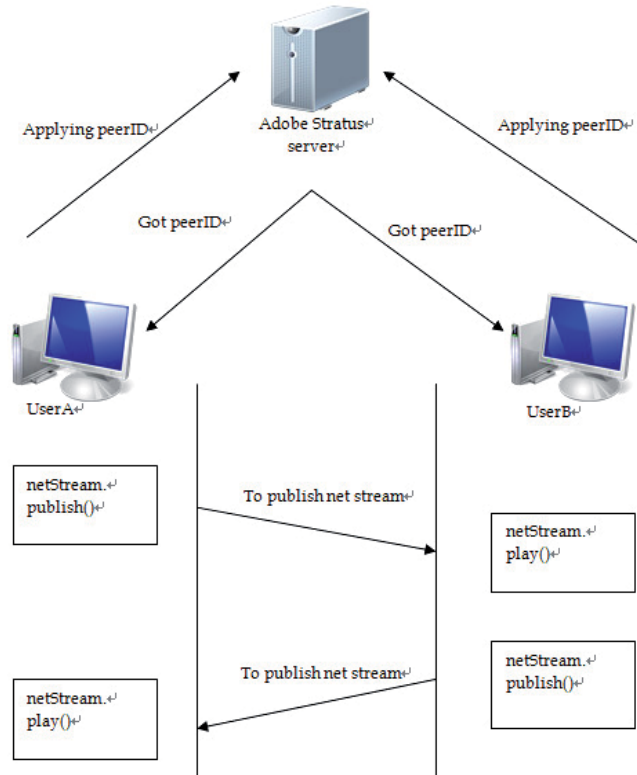 Applying peerID↵
Adobe Stratus↵
server↵
Applying peerID↵
Got peerID↵
Got peerID↵
UserA↵
UserB↵
netStream.↵
publish()↵
To publish net stream↵
netStream.↵
play()↵
To publish net stream↵
netStream.↵
publish()↵
netStream.↵
play()↵